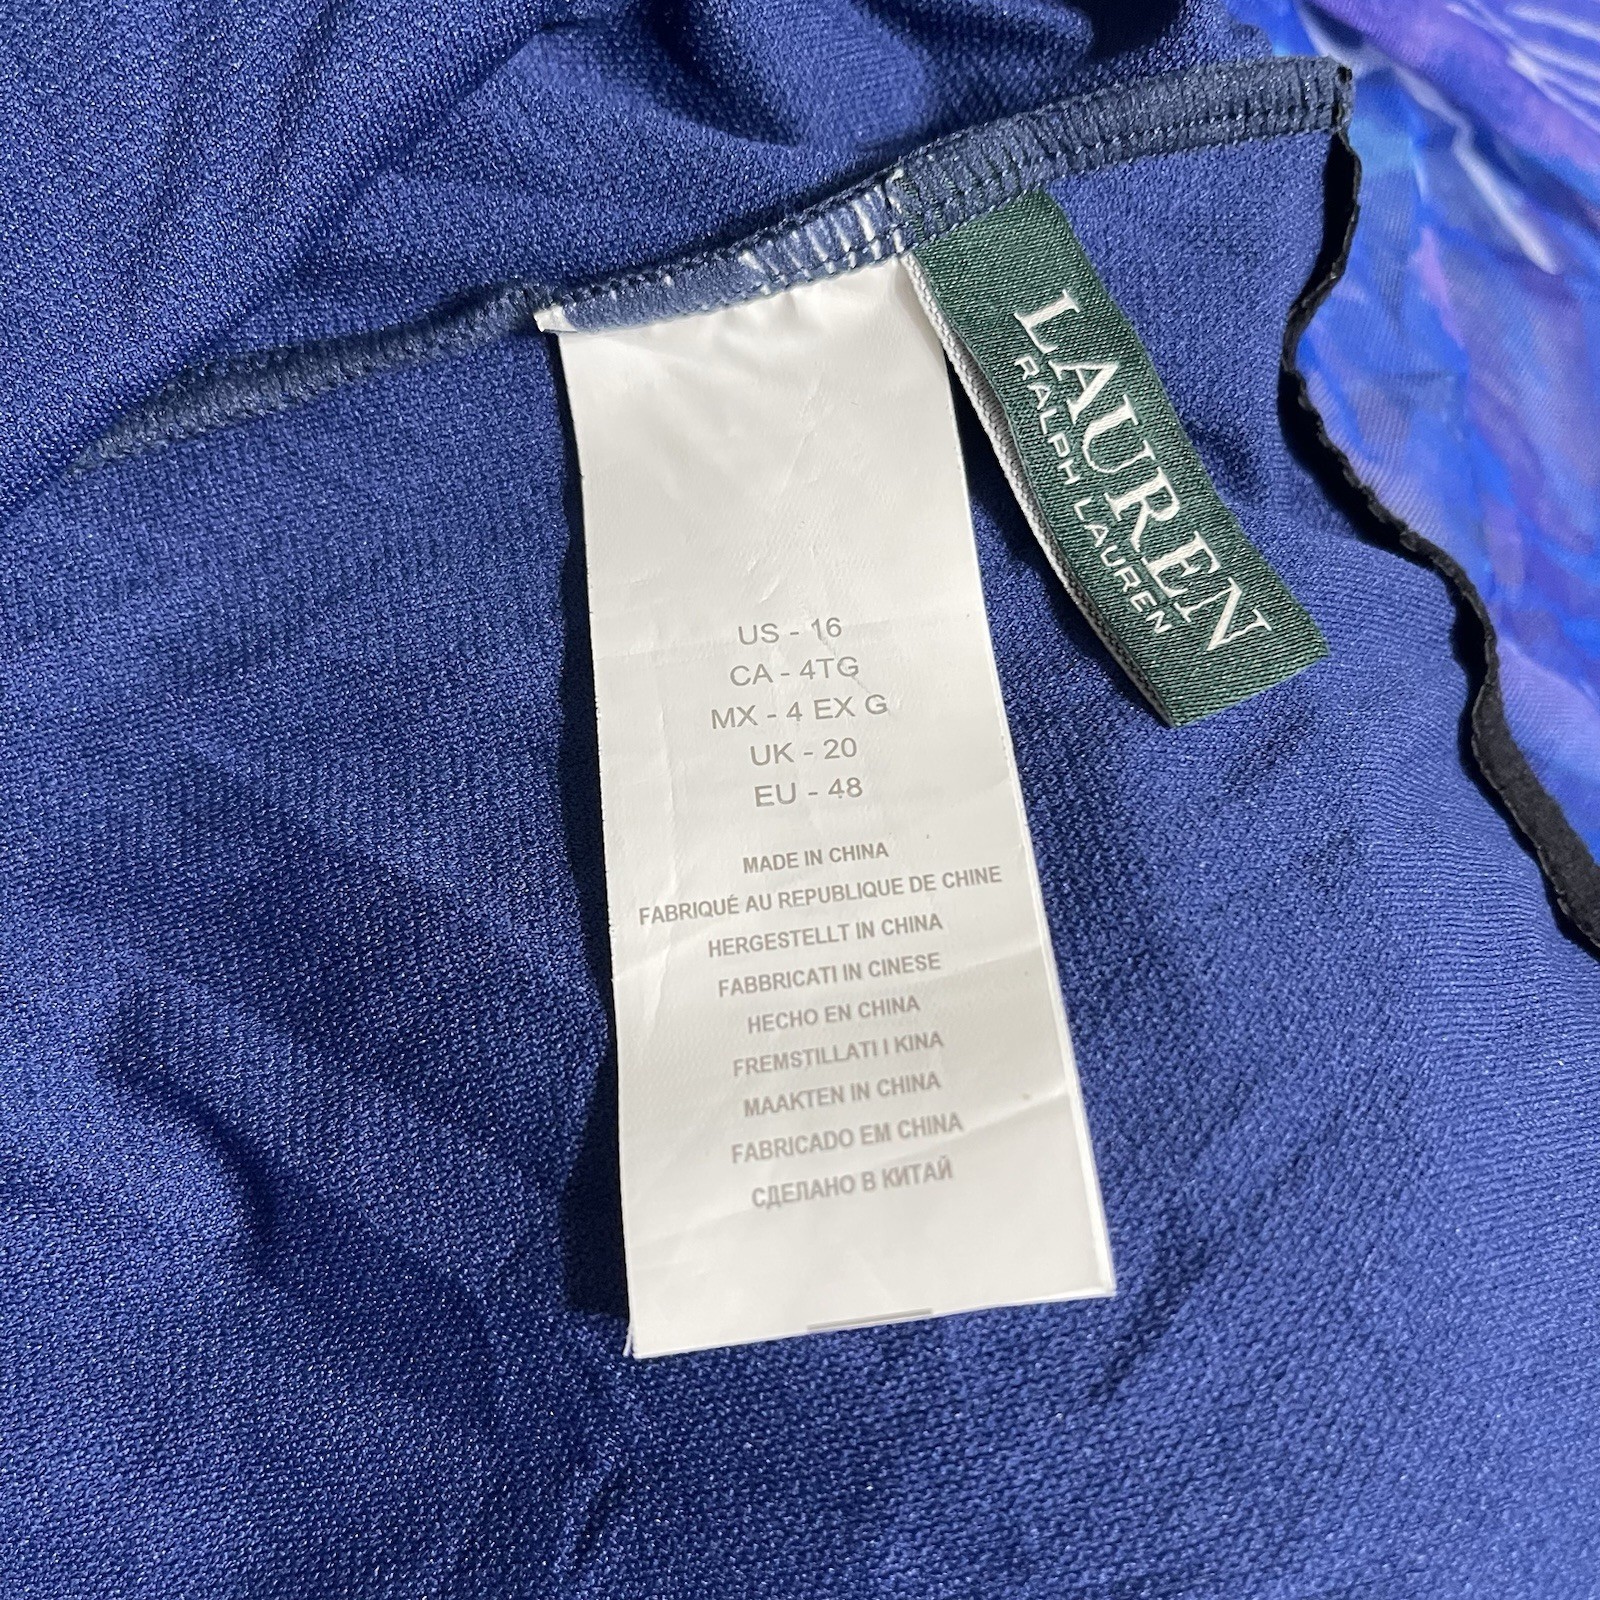 LAUREN
RALPH LAUREN
US - 16
CA - 4TG
MX - 4 EX G
UK - 20
EU - 48
MADE IN CHINA
FABRIQUÉ AU REPUBLIQUE DE CHINE
HERGESTELLT IN CHINA
FABBRICATI IN CINESE
HECHO EN CHINA
FREMSTILLATI I KINA
MAAKTEN IN CHINA
FABRICADO EM CHINA
СДЕЛАНО В КИТАЙ